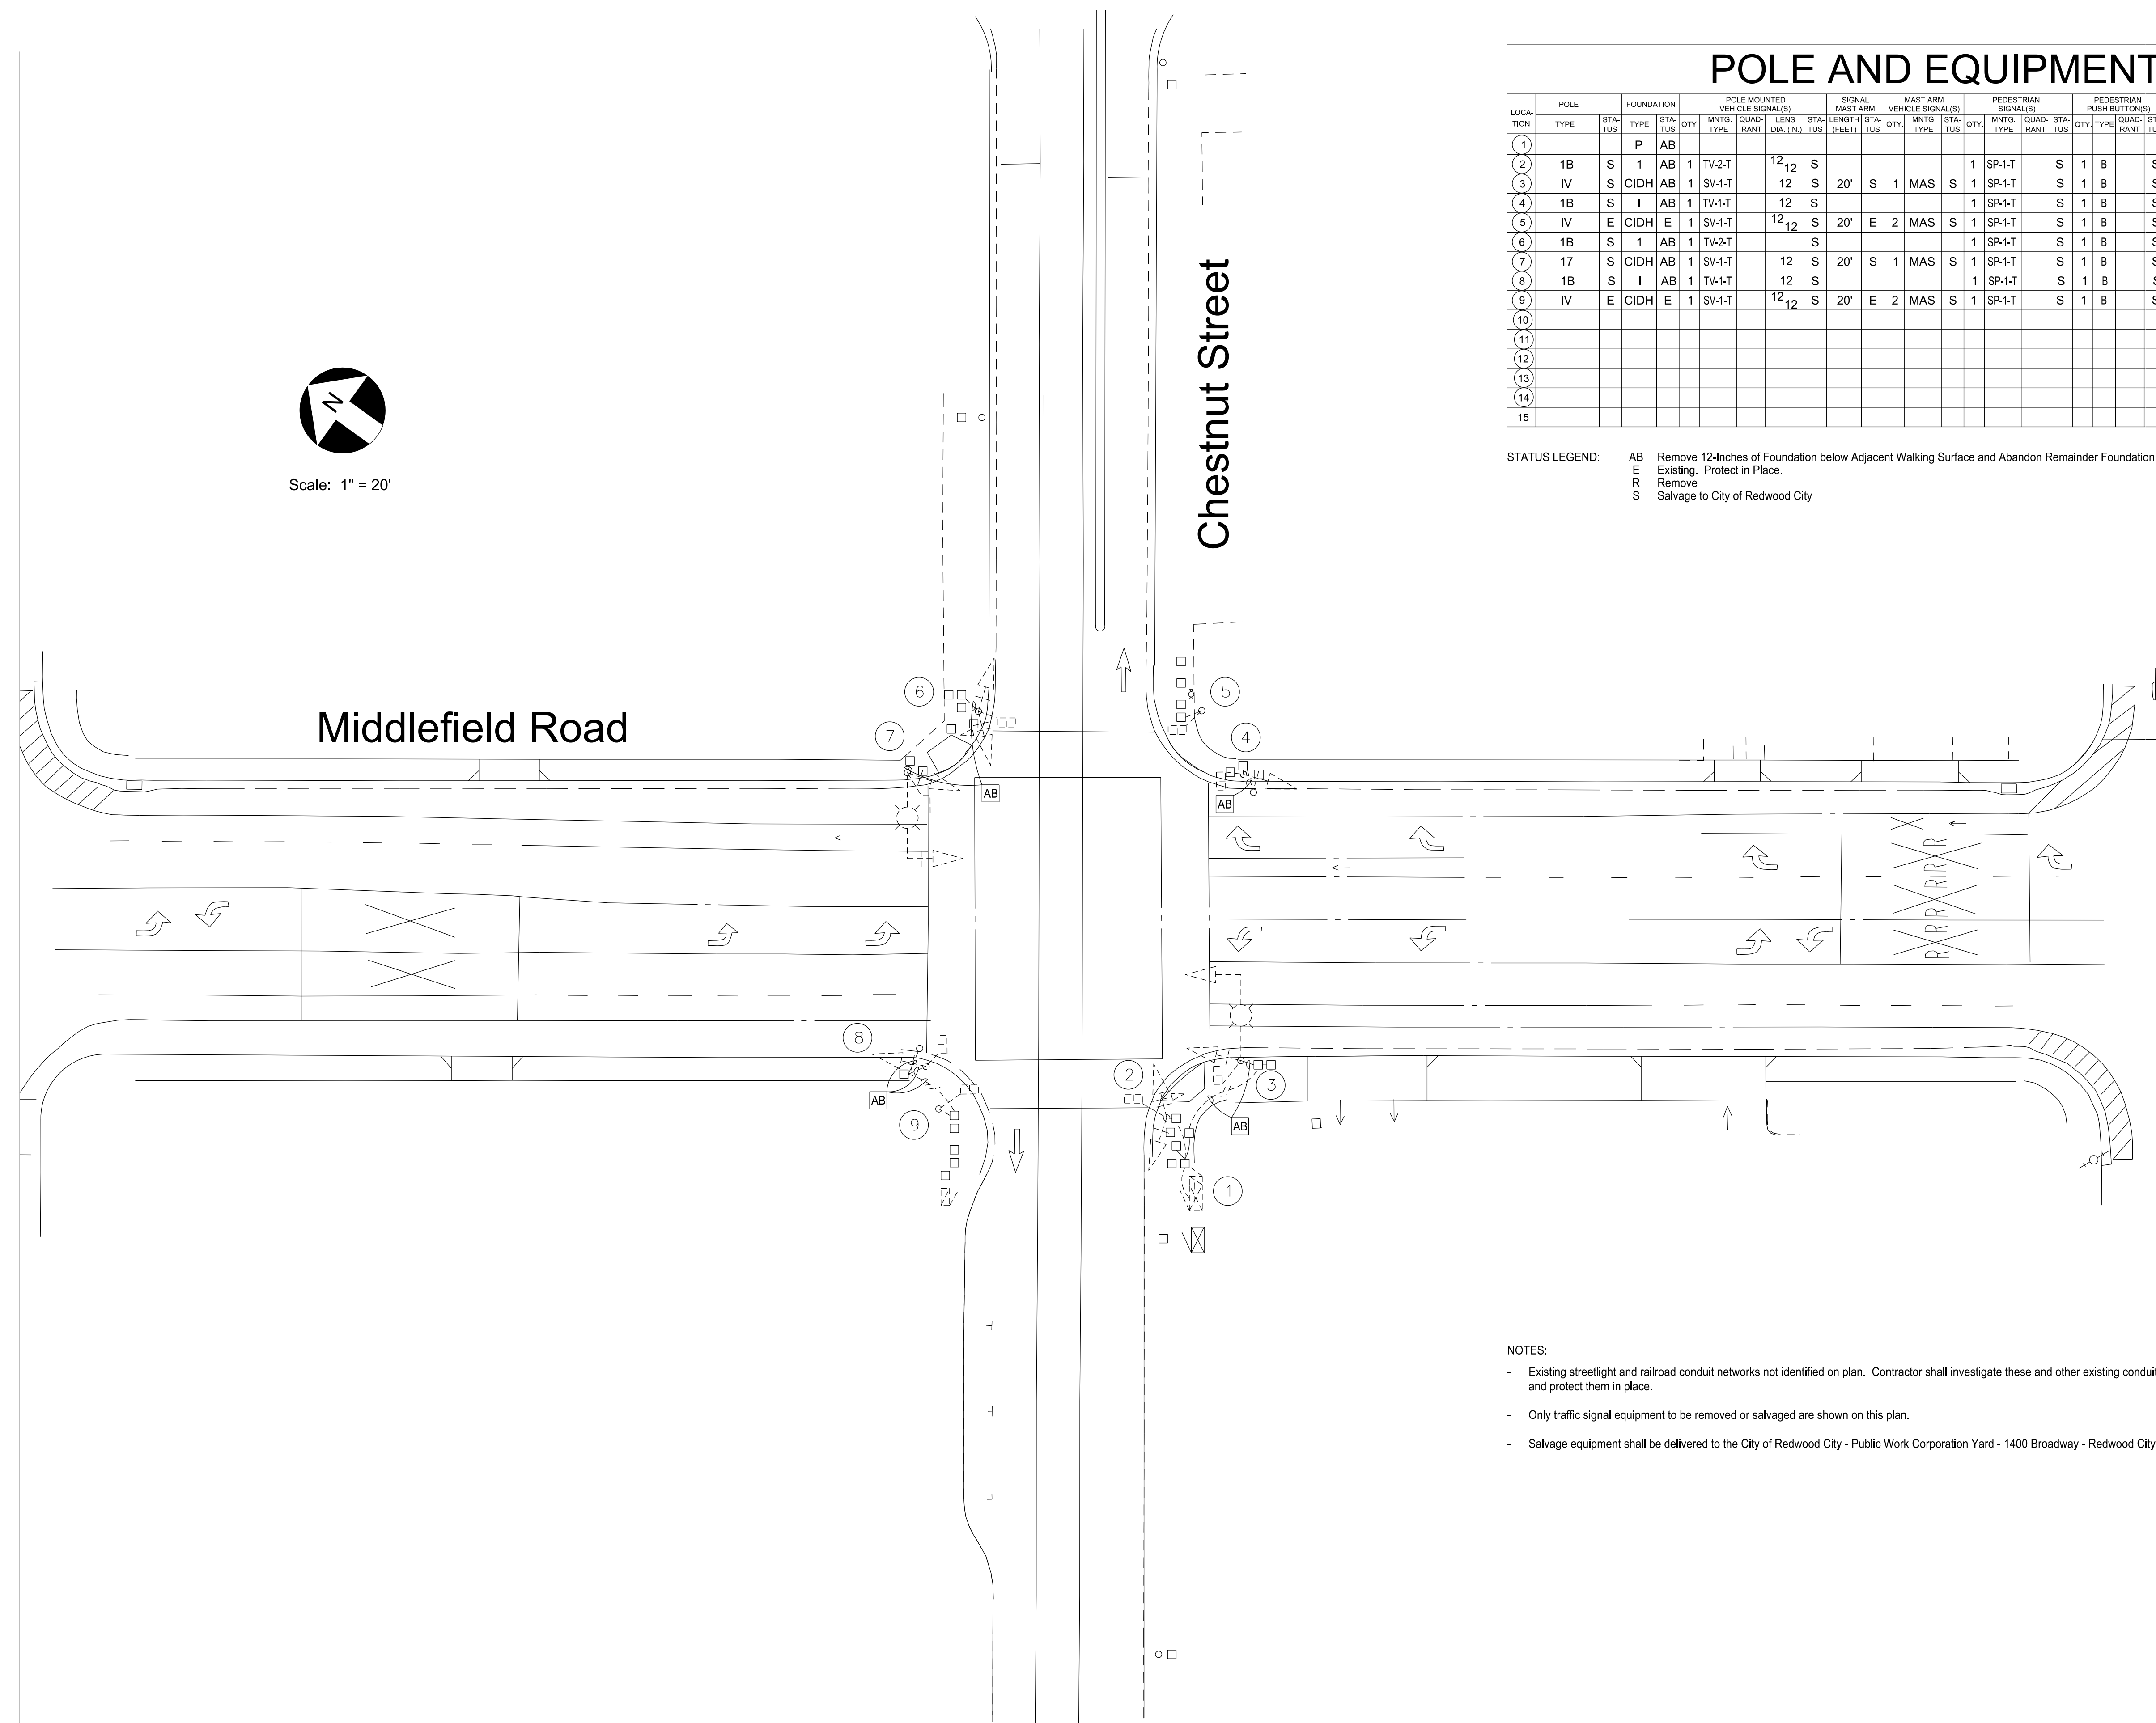 POLE AND EQUIPMENT
LOCA-TION POLE FOUNDATION POLE MOUNTED VEHICLE SIGNAL(S) SIGNAL MAST ARM MAST ARM VEHICLE SIGNAL(S) PEDESTRIAN SIGNAL(S) PEDESTRIAN PUSH BUTTON(S)
TYPE STA-TUS TYPE STA-TUS QTY. MNTG. TYPE QUAD-RANT LENS DIA. (IN.) STA-TUS LENGTH (FEET) STA-TUS QTY. MNTG. TYPE STA-TUS QTY. MNTG. TYPE QUAD-RANT STA-TUS QTY. TYPE QUAD-RANT
1 P AB
2 1B S 1 AB 1 TV-2-T 12 12 S 1 SP-1-T S 1 B S
3 IV S CIDH AB 1 SV-1-T 12 S 20' S 1 MAS S 1 SP-1-T S 1 B S
4 1B S I AB 1 TV-1-T 12 S 1 SP-1-T S 1 B S
5 IV E CIDH E 1 SV-1-T 12 12 S 20' E 2 MAS S 1 SP-1-T S 1 B S
6 1B S 1 AB 1 TV-2-T S 1 SP-1-T S 1 B S
7 17 S CIDH AB 1 SV-1-T 12 S 20' S 1 MAS S 1 SP-1-T S 1 B S
8 1B S I AB 1 TV-1-T 12 S 1 SP-1-T S 1 B S
9 IV E CIDH E 1 SV-1-T 12 12 S 20' E 2 MAS S 1 SP-1-T S 1 B S
10
11
12
13
14
15
STATUS LEGEND: AB Remove 12-Inches of Foundation below Adjacent Walking Surface and Abandon Remainder Foundation
E Existing. Protect in Place.
R Remove
S Salvage to City of Redwood City
N
Scale: 1" = 20'
Chestnut Street
Middlefield Road
6
5
7
4
AB
AB
R R
R R
R R
8
2
3
AB
9
AB
1
NOTES:
- Existing streetlight and railroad conduit networks not identified on plan. Contractor shall investigate these and other existing conduit
and protect them in place.
- Only traffic signal equipment to be removed or salvaged are shown on this plan.
- Salvage equipment shall be delivered to the City of Redwood City - Public Work Corporation Yard - 1400 Broadway - Redwood City